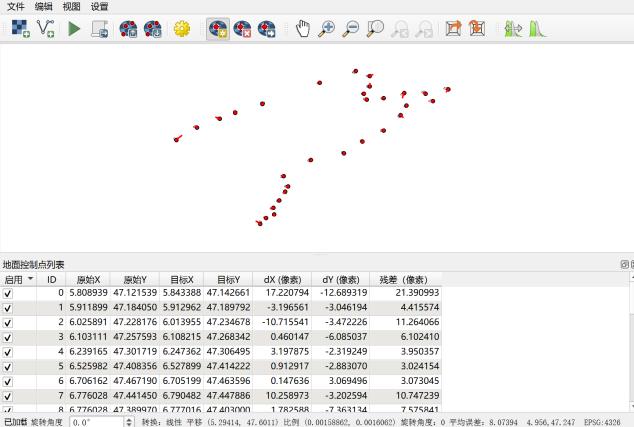 文件 编辑 视图 设置
地面控制点列表
启用 ID 原始X 原始Y 目标X 目标Y dX (像素) dY (像素) 残差（像素）
0 5.808939 47.121539 5.843388 47.142661 17.220794 -12.689319 21.390993
1 5.911899 47.184050 5.912962 47.189792 -3.196561 -3.046194 4.415574
2 6.025891 47.228176 6.013955 47.234678 -10.715541 -3.472226 11.264066
3 6.103111 47.257593 6.108215 47.268342 0.460147 -6.085037 6.102410
4 6.239165 47.301719 6.247362 47.306495 3.197875 -2.319249 3.950357
5 6.525982 47.408356 6.527899 47.414222 0.912917 -2.883070 3.024154
6 6.706162 47.467190 6.705199 47.463596 0.147636 3.069496 3.073045
7 6.776028 47.441450 6.790482 47.447886 10.258973 -3.202594 10.747239
8 6.776028 47.389970 6.777016 47.403000 1.782588 -7.363134 7.575841
已加载 旋转角度 0.0° 转换：线性 平移 (5.29414, 47.6011) 比例 (0.00158862, 0.0016062) 旋转角度：0 平均误差：8.07394 4.956,47.247 EPSG:4326